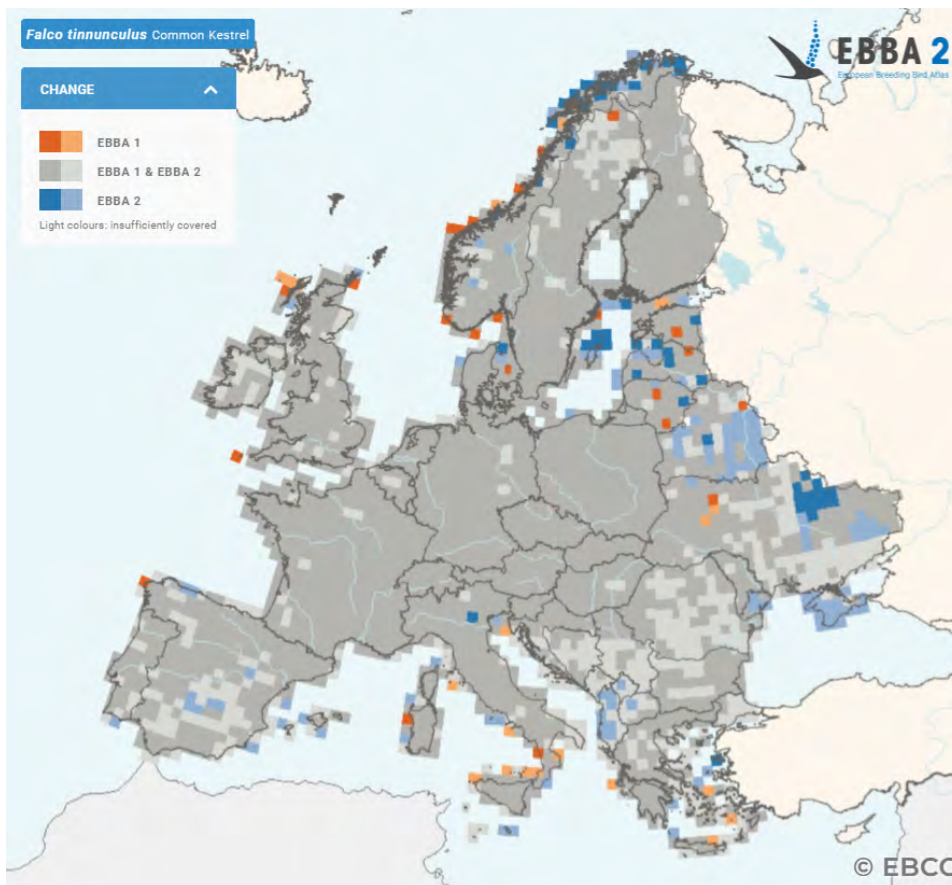 Falco tinnunculus Common Kestrel
EBBA 2
European Breeding Bird Atlas
CHANGE
EBBA 1
EBBA 1 & EBBA 2
EBBA 2
Light colours: insufficiently covered
© EBCC